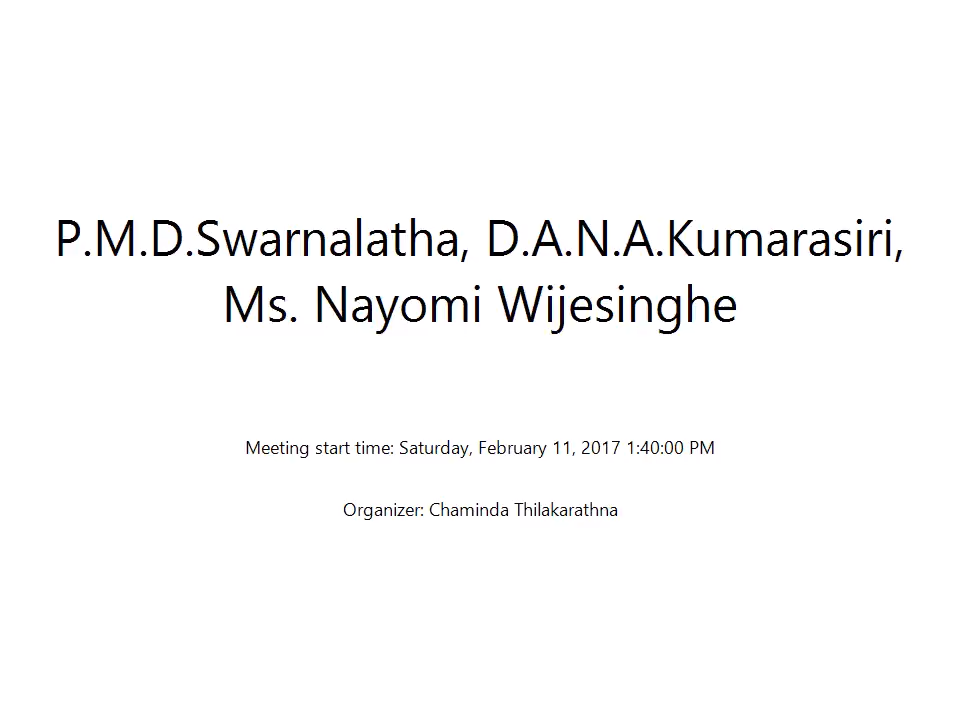 P.M.D.Swarnalatha, D.A.N.A.Kumarasiri,
Ms. Nayomi Wijesinghe
Meeting start time: Saturday, February 11, 2017 1:40:00 PM
Organizer: Chaminda Thilakarathna